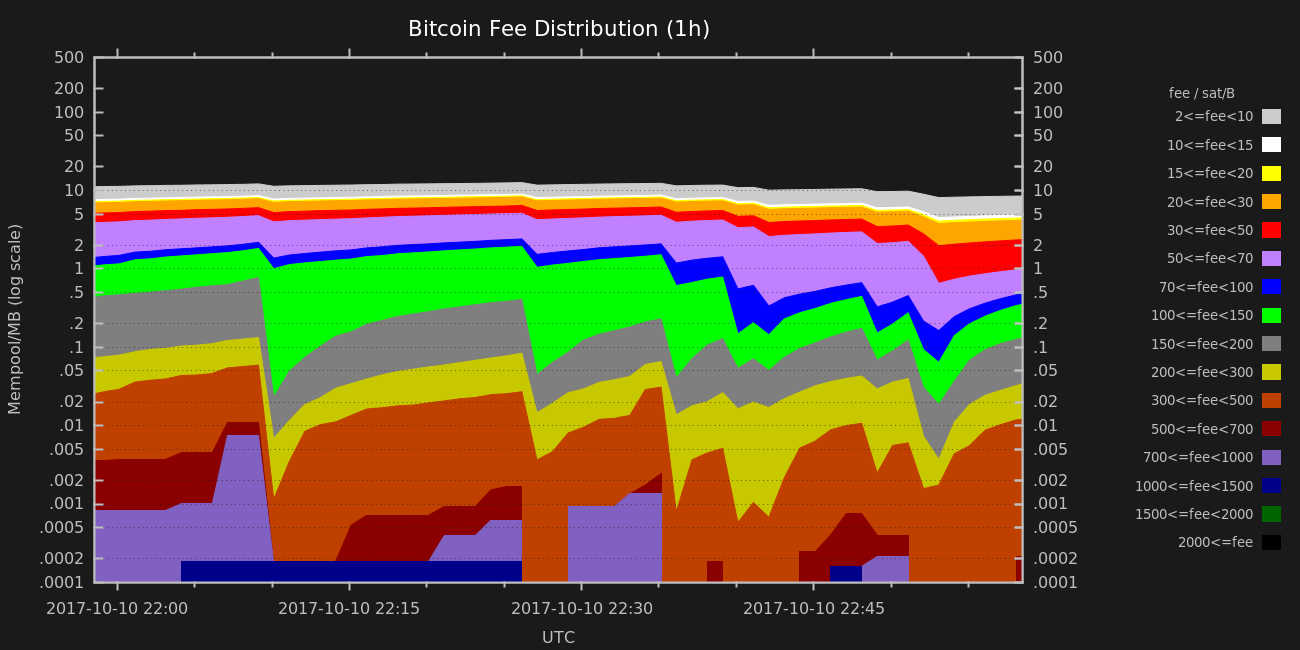 Bitcoin Fee Distribution (1h)
Mempool/MB (log scale)
500
200
100
50
20
10
5
2
1
.5
.2
.1
.05
.02
.01
.005
.002
.001
.0005
.0002
.0001
500
200
100
50
20
10
5
2
1
.5
.2
.1
.05
.02
.01
.005
.002
.001
.0005
.0002
.0001
2017-10-10 22:00
2017-10-10 22:15
2017-10-10 22:30
2017-10-10 22:45
UTC
fee / sat/B
2<=fee<10
10<=fee<15
15<=fee<20
20<=fee<30
30<=fee<50
50<=fee<70
70<=fee<100
100<=fee<150
150<=fee<200
200<=fee<300
300<=fee<500
500<=fee<700
700<=fee<1000
1000<=fee<1500
1500<=fee<2000
2000<=fee